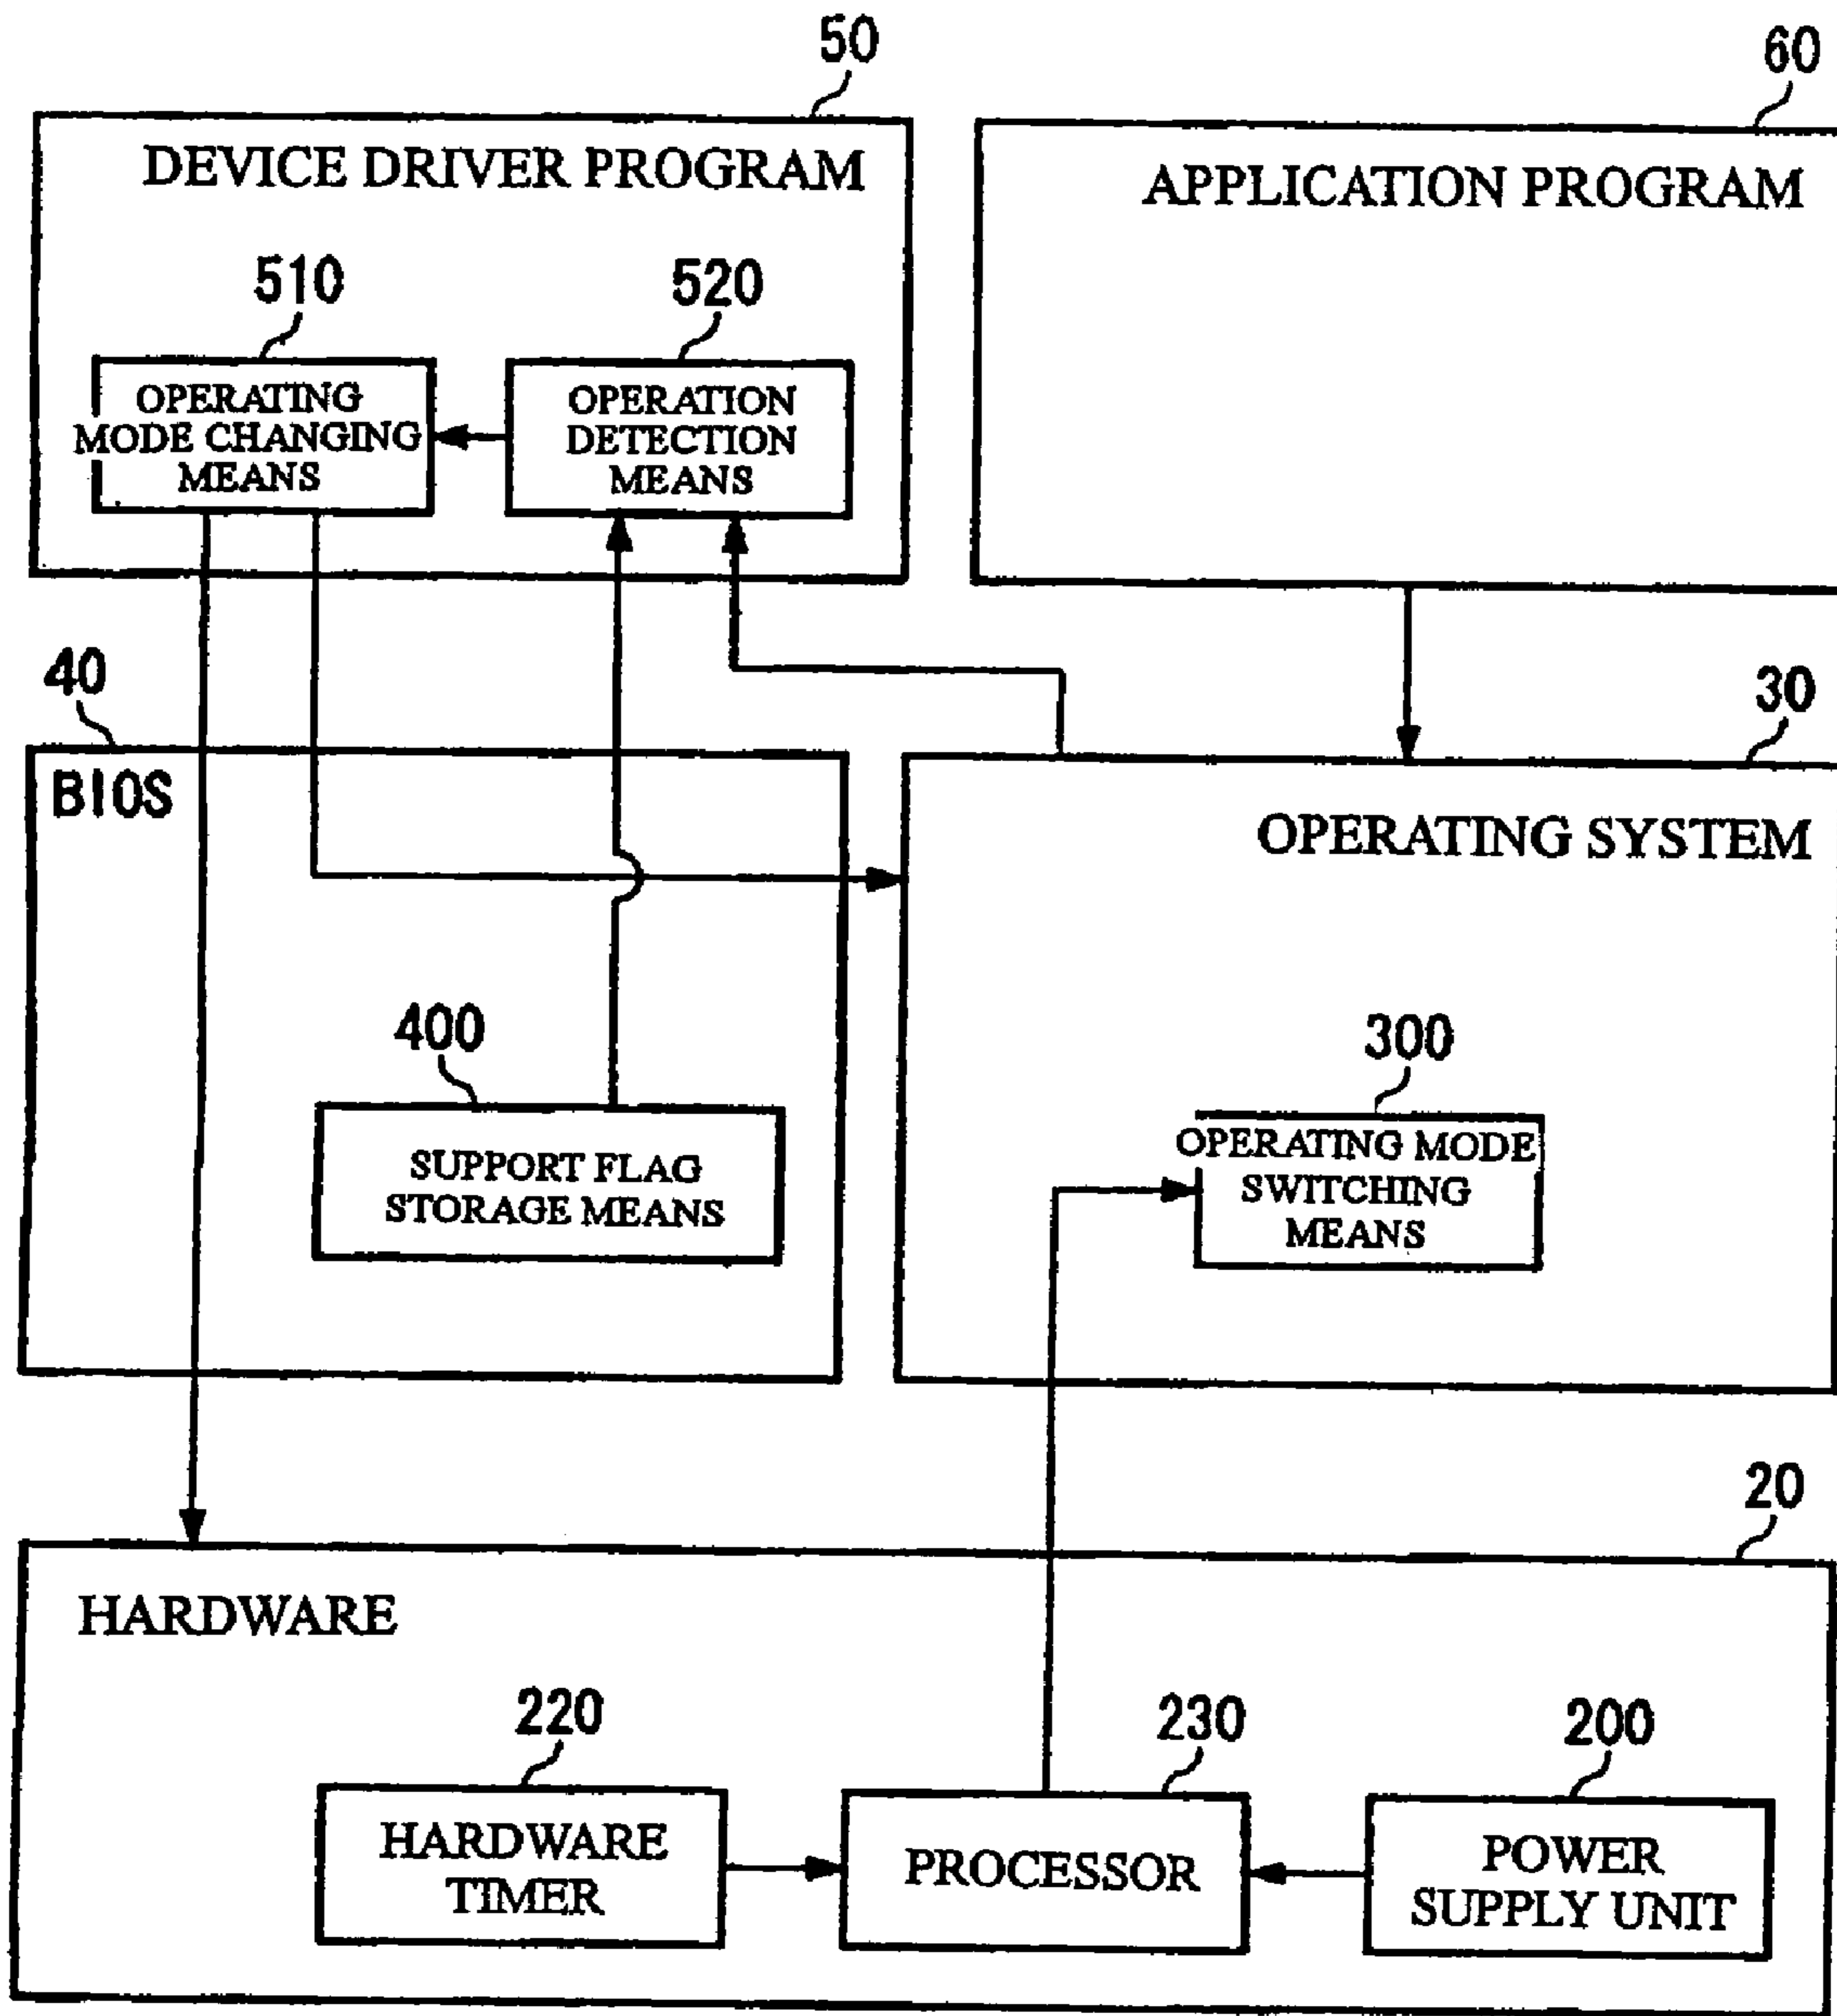 50
60
DEVICE DRIVER PROGRAM
APPLICATION PROGRAM
510
520
OPERATING
MODE CHANGING
MEANS
OPERATION
DETECTION
MEANS
40
30
BIOS
OPERATING SYSTEM
400
300
SUPPORT FLAG
STORAGE MEANS
OPERATING MODE
SWITCHING
MEANS
20
HARDWARE
220
230
200
HARDWARE
TIMER
PROCESSOR
POWER
SUPPLY UNIT